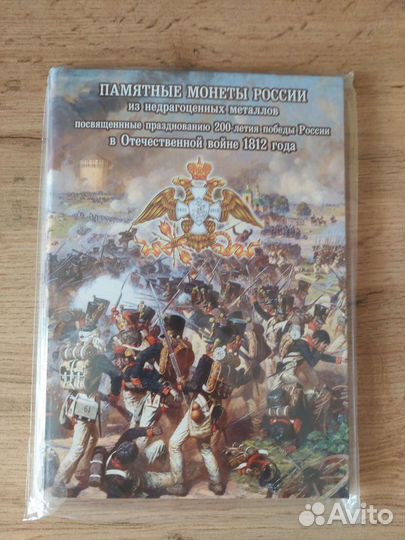 ПАМЯТНЫЕ МОНЕТЫ РОССИИ
из недрагоценных металлов
посвященные празднованию 200-летия победы России
в Отечественной войне 1812 года
Avito